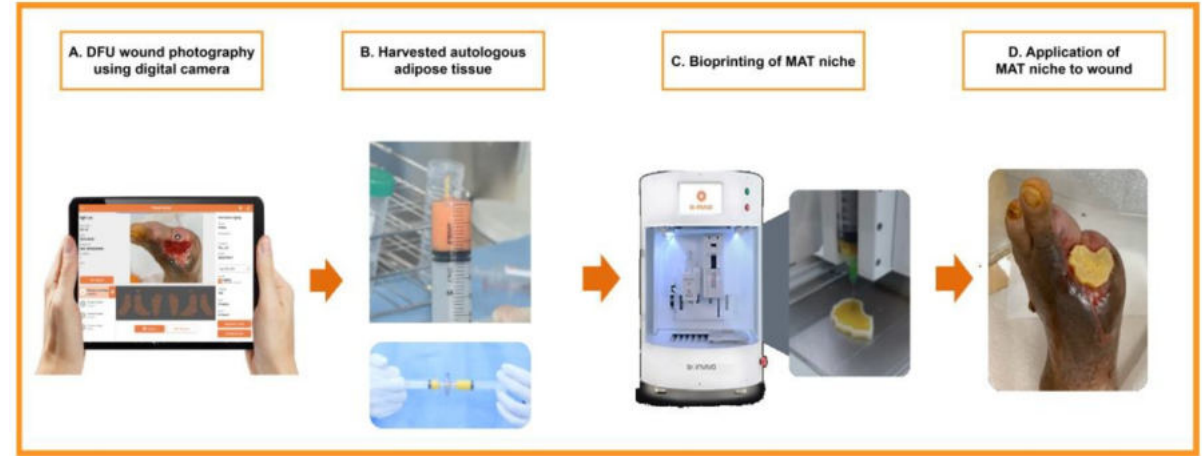 A. DFU wound photography
using digital camera
B. Harvested autologous
adipose tissue
C. Bioprinting of MAT niche
D. Application of
MAT niche to wound